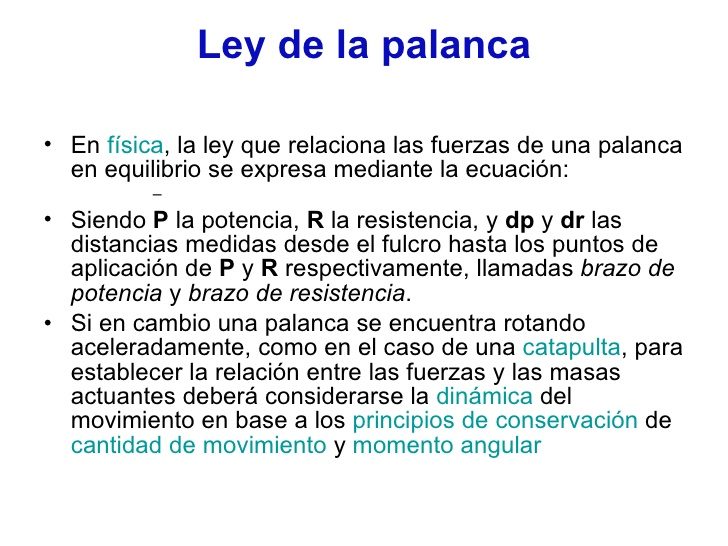 Ley de la palanca
• En física, la ley que relaciona las fuerzas de una palanca
en equilibrio se expresa mediante la ecuación:
–
• Siendo P la potencia, R la resistencia, y dp y dr las
distancias medidas desde el fulcro hasta los puntos de
aplicación de P y R respectivamente, llamadas brazo de
potencia y brazo de resistencia.
• Si en cambio una palanca se encuentra rotando
aceleradamente, como en el caso de una catapulta, para
establecer la relación entre las fuerzas y las masas
actuantes deberá considerarse la dinámica del
movimiento en base a los principios de conservación de
cantidad de movimiento y momento angular